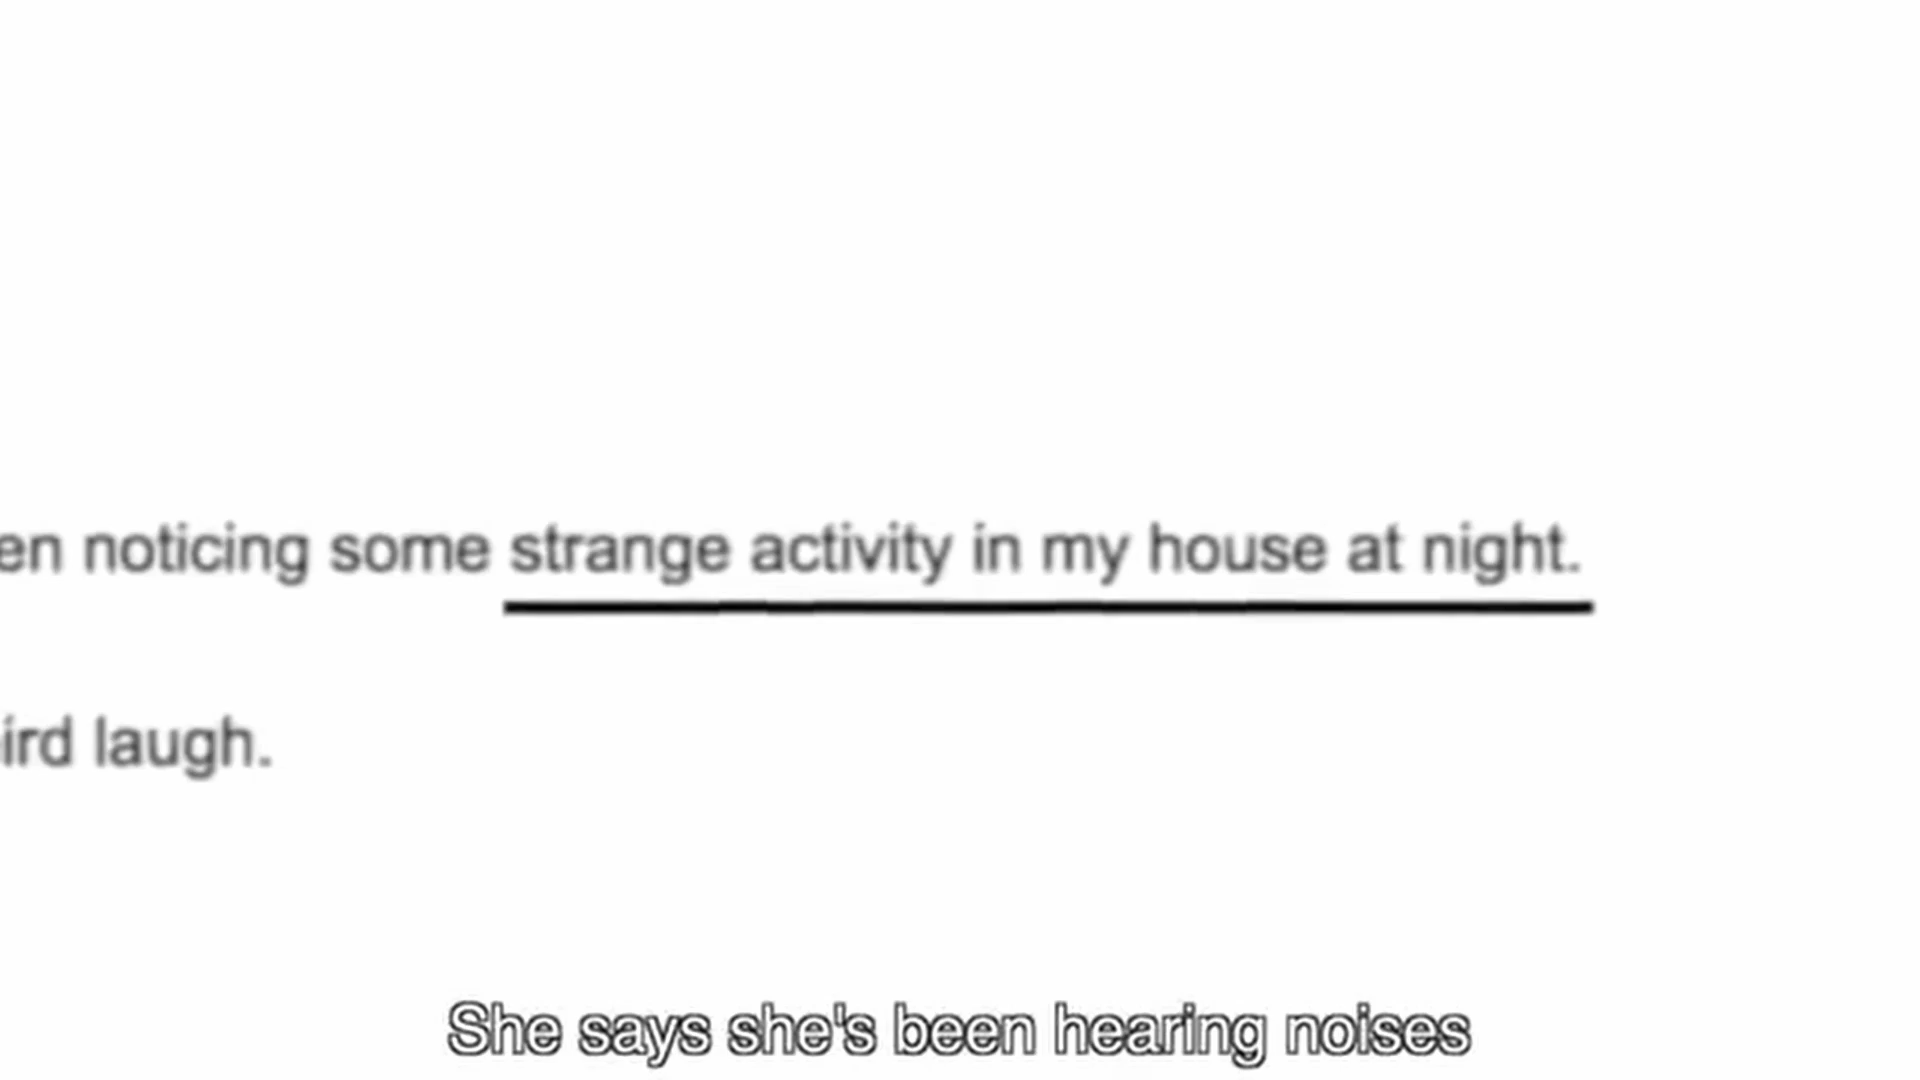 en noticing some strange activity in my house at night.
ird laugh.
She says she's been hearing noises